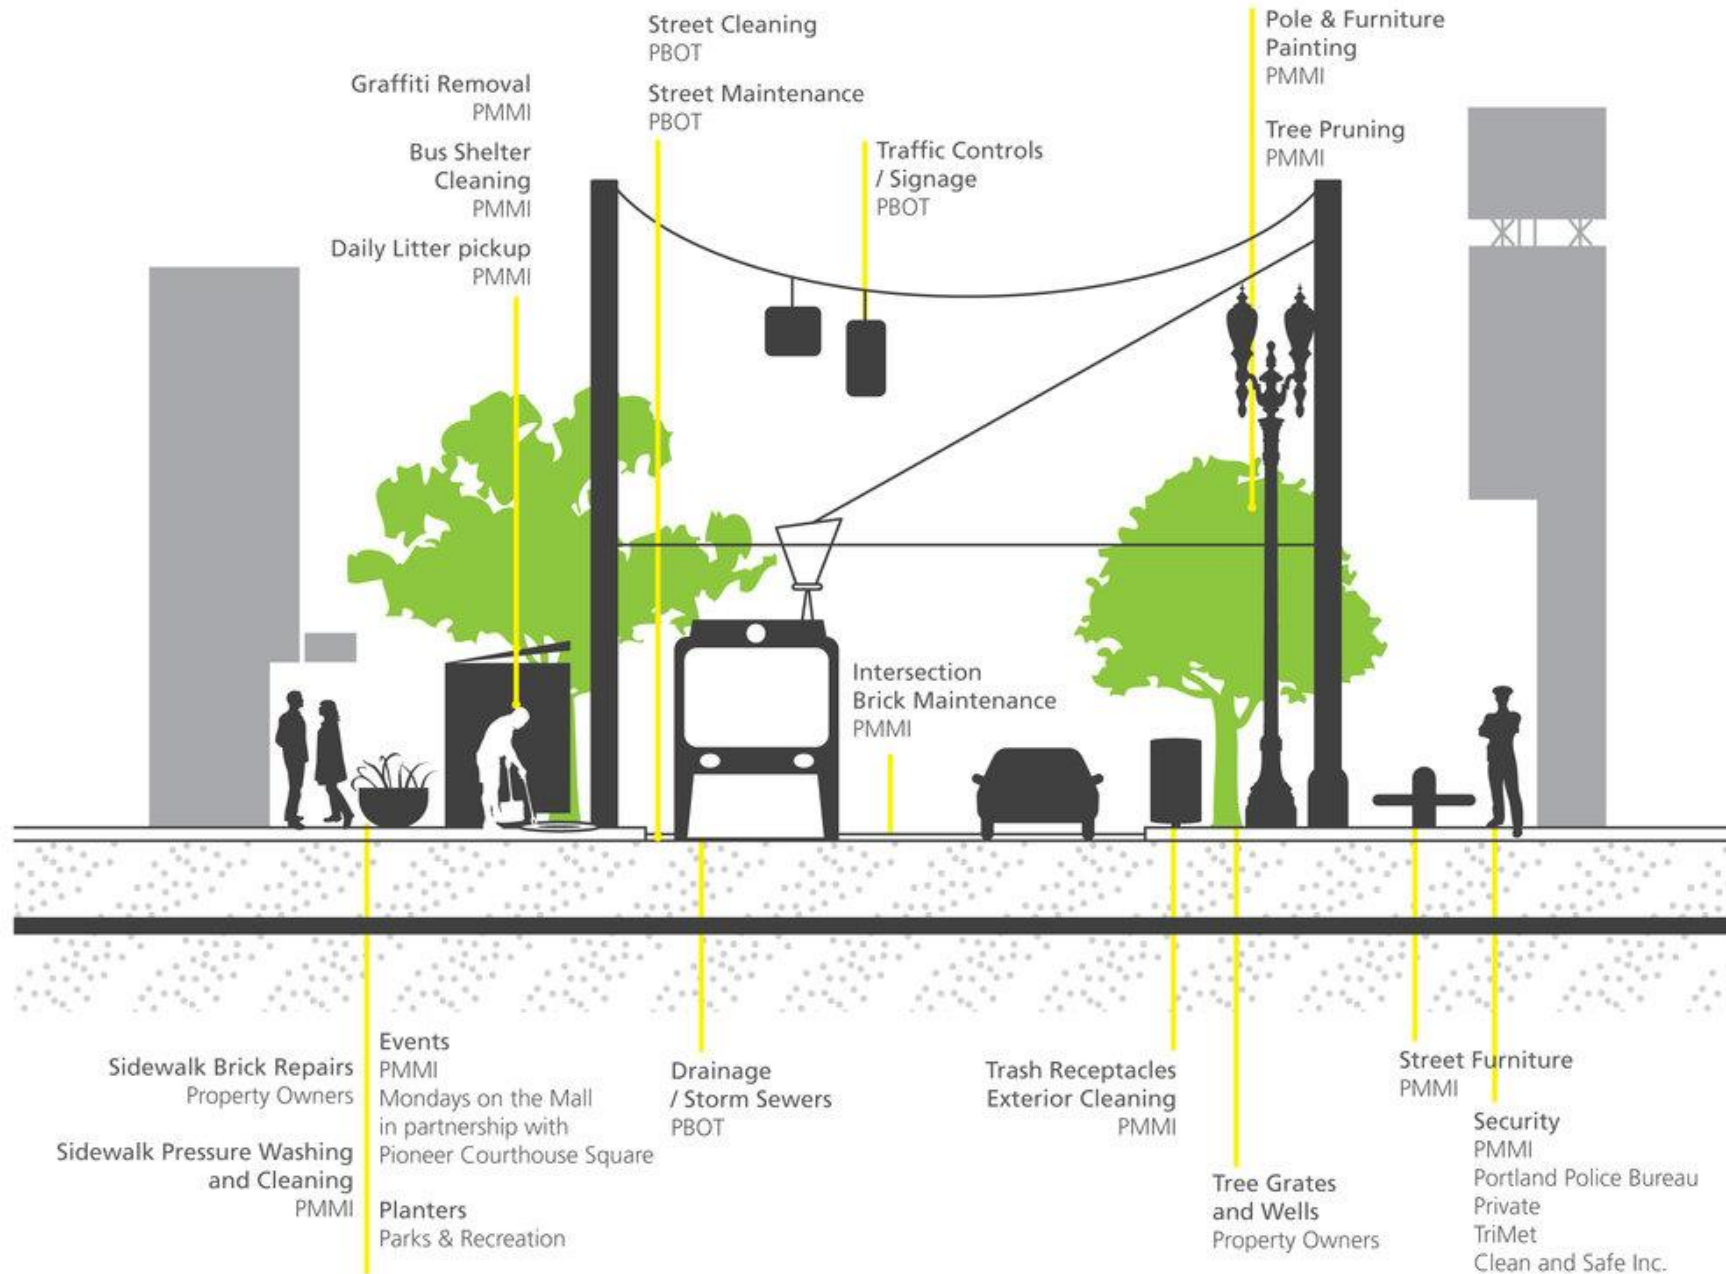 Street Cleaning
PBOT
Street Maintenance
PBOT
Graffiti Removal
PMMI
Bus Shelter
Cleaning
PMMI
Daily Litter pickup
PMMI
Traffic Controls
/ Signage
PBOT
Pole & Furniture
Painting
PMMI
Tree Pruning
PMMI
Intersection
Brick Maintenance
PMMI
Sidewalk Brick Repairs
Property Owners
Sidewalk Pressure Washing
and Cleaning
PMMI
Events
PMMI
Mondays on the Mall
in partnership with
Pioneer Courthouse Square
Planters
Parks & Recreation
Drainage
/ Storm Sewers
PBOT
Trash Receptacles
Exterior Cleaning
PMMI
Tree Grates
and Wells
Property Owners
Street Furniture
PMMI
Security
PMMI
Portland Police Bureau
Private
TriMet
Clean and Safe Inc.